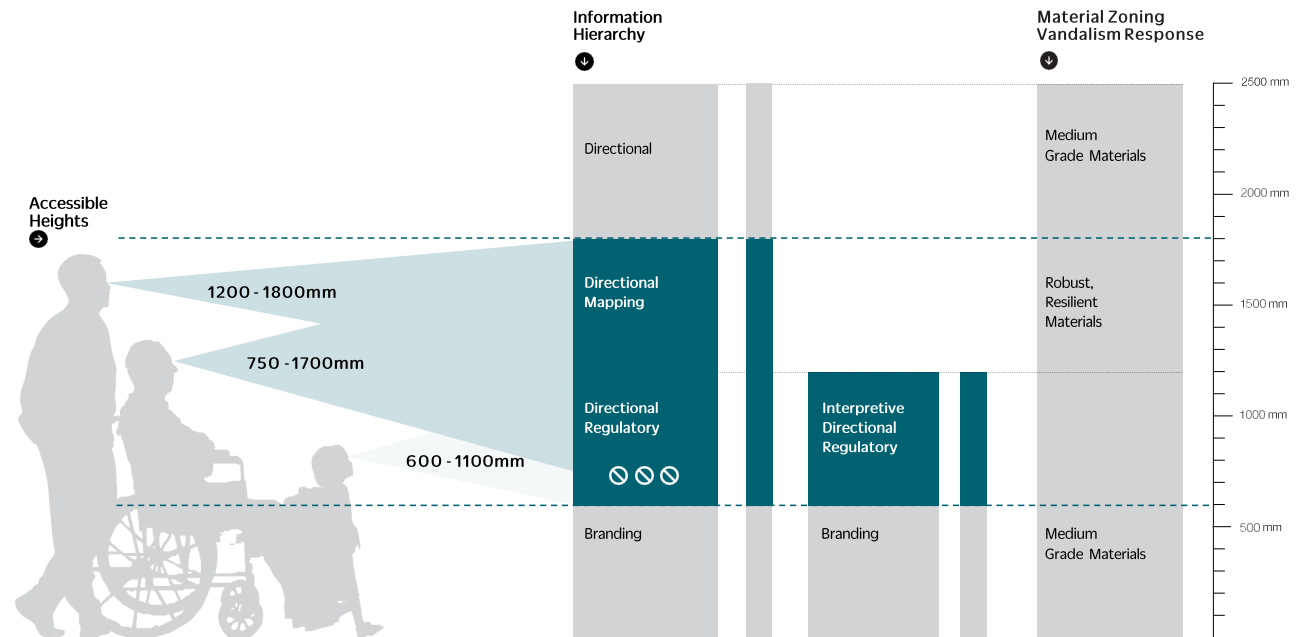 Information
Hierarchy
Material Zoning
Vandalism Response
2500 mm
Directional
Medium
Grade Materials
2000 mm
Accessible
Heights
1200 - 1800mm
Directional
Mapping
Robust,
Resilient
Materials
1500 mm
750 -1700mm
Directional
Regulatory
Interpretive
Directional
Regulatory
1000 mm
600 - 1100mm
Branding
Branding
Medium
Grade Materials
500 mm